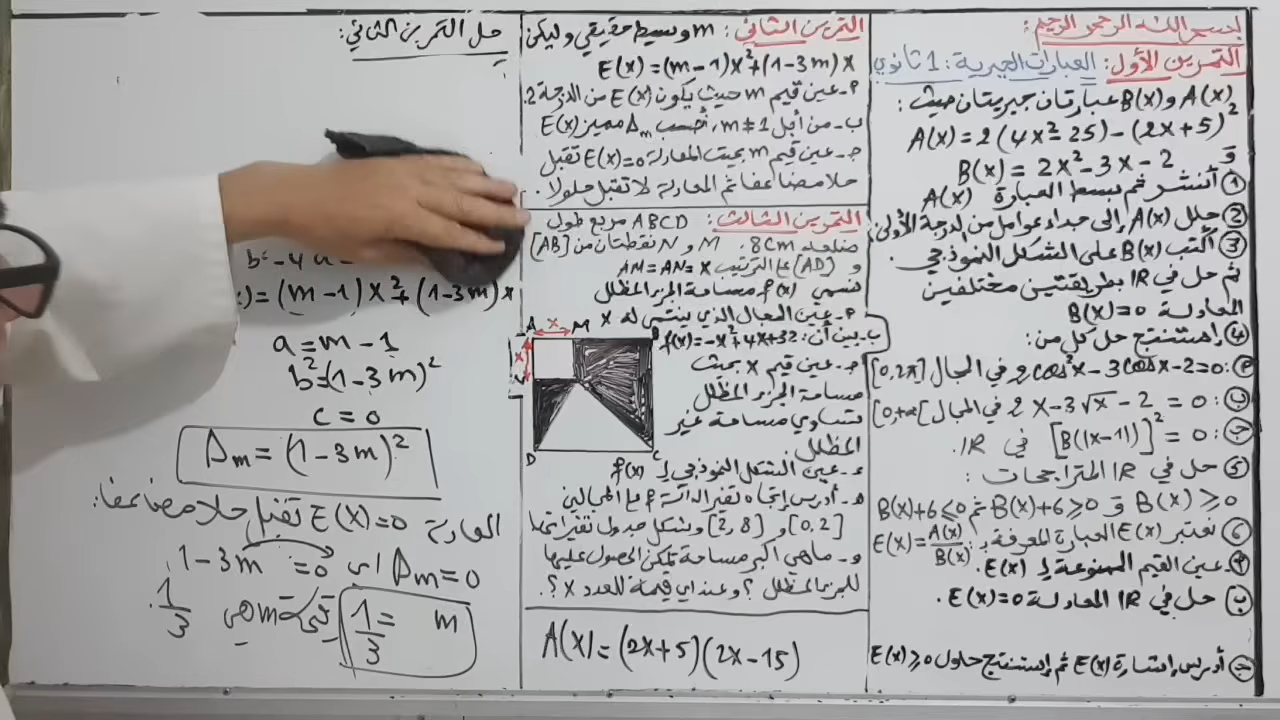 بسم الله الرحمن الرحيم:
التمرين الأول: العبارات الجبرية: 1 ثانوي
A(x) و B(x) عبارتان جبريتان حيث:
A(x) = 2(4x² - 25) - (2x + 5)²
و
B(x) = 2x² - 3x - 2
① أنشر ثم بسط العبارة A(x)
② حلل A(x) إلى جداء عوامل من الدرجة الأولى
③ أكتب B(x) على الشكل النموذجي.
ثم حل في IR بطريقتين مختلفتين
المعادلة B(x)=0
④ استنتج حل كل من:
2cos²x - 3cosx - 2 = 0 في المجال [0,2π]
ب: 2x - 3√x - 2 = 0 في المجال [0,+∞[
ج: [B(|x-1|)]² = 0 في IR.
⑤ حل في IR المتراجحات:
B(x) ≥ 0 و B(x)+6 ≥ 0 ثم B(x)+6 ≤ 0
⑥ نعتبر E(x) العبارة المعرفة بـ: E(x) = A(x)/B(x)
عين القيم الممنوعة لـ E(x).
ب حل في IR المعادلة E(x)=0.
أدرس إشارة E(x) ثم إستنتج حلول E(x) ≥ 0
التمرين الثاني: m وسيط حقيقي وليكن
E(x) = (m-1)x² + (1-3m)x
م- عين قيم m حيث يكون E(x) من الدرجة 2.
ب- من أجل m ≠ 1، أحسب Δm مميز E(x)
ج- عين قيم m بحيث المعادلة E(x)=0 تقبل
حلا مضاعفا ثم المعادلة لا تقبل حلولا.
التمرين الثالث: ABCD مربع طول
ضلعه 8cm. M و N نقطتان من [AB]
و [AD] على الترتيب AM = AN = x
نسمي f(x) مساحة الجزء المظلل
م- عين المجال الذي ينتمي له x
ب- بين أن: f(x) = -x² + 4x + 32
ج- عين قيم x بحيث
مساحة الجزء المظلل
تساوي مساحة غير
المظلل.
د- عين الشكل النموذجي لـ f(x)
ه- أدرس إتجاه تغير الدالة f على المجالين
[0,2] و [2,8] وشكل جدول تغيراتها
و- ماهي أكبر مساحة يمكن الحصول عليها
للجزء المظلل؟ وعند أي قيمة للعدد x؟.
A x M B
x
D C
A(x) = (2x+5)(2x-15)
حل التمرين الثاني:
b² - 4a
) = (m-1)x² + (1-3m)x
a = m - 1
b² = (1-3m)²
c = 0
Δm = (1-3m)²
المعادلة E(x)=0 تقبل حلا مضاعفا:
Δm = 0 أي 1-3m = 0
m = 1/3
m هي 1/3.